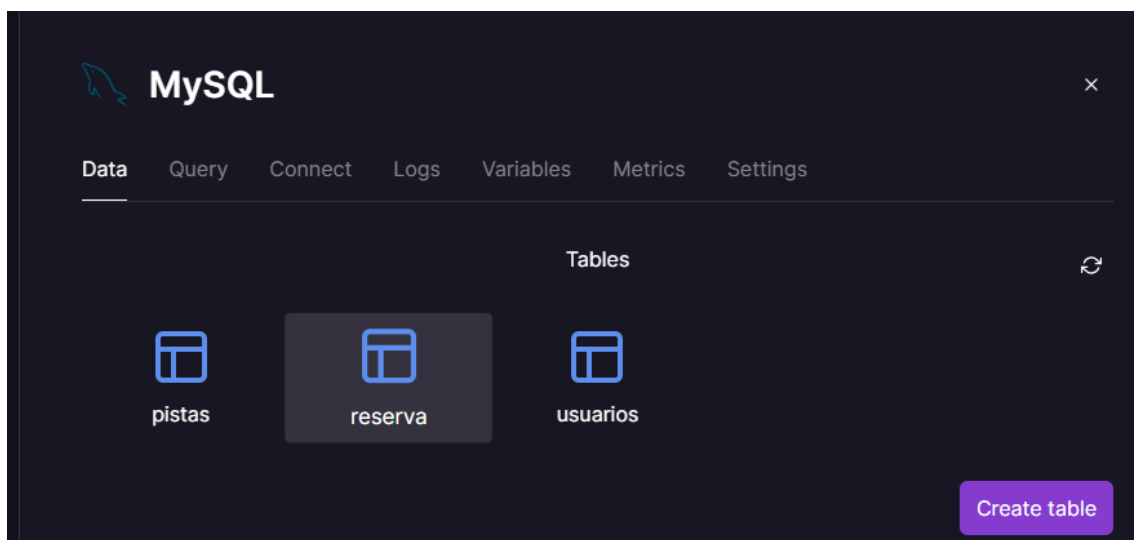 MySQL
Data Query Connect Logs Variables Metrics Settings
Tables
pistas reserva usuarios
Create table